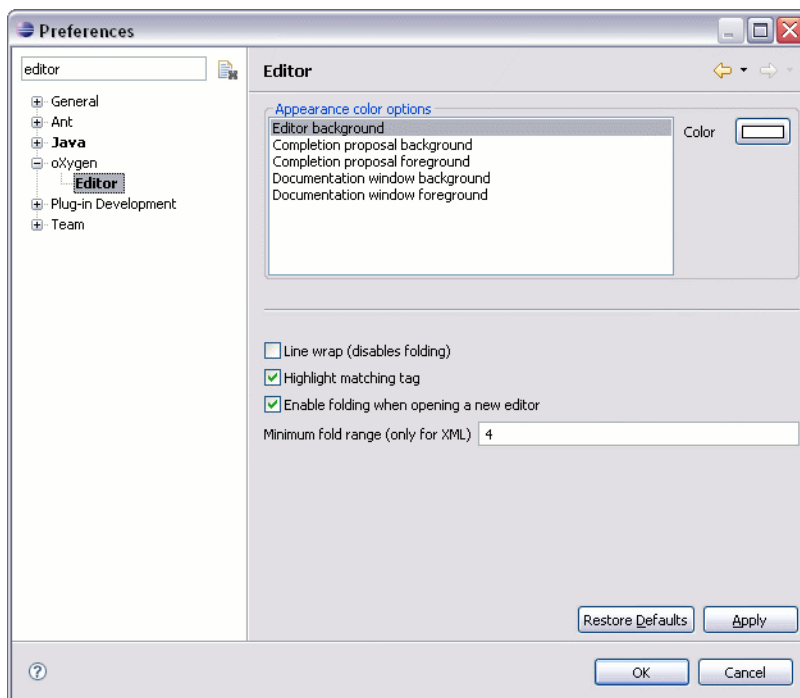 Preferences
editor
General
Ant
Java
oXygen
Editor
Plug-in Development
Team
Editor
Appearance color options
Editor background
Completion proposal background
Completion proposal foreground
Documentation window background
Documentation window foreground
Color
Line wrap (disables folding)
Highlight matching tag
Enable folding when opening a new editor
Minimum fold range (only for XML) 4
Restore Defaults Apply
? OK Cancel